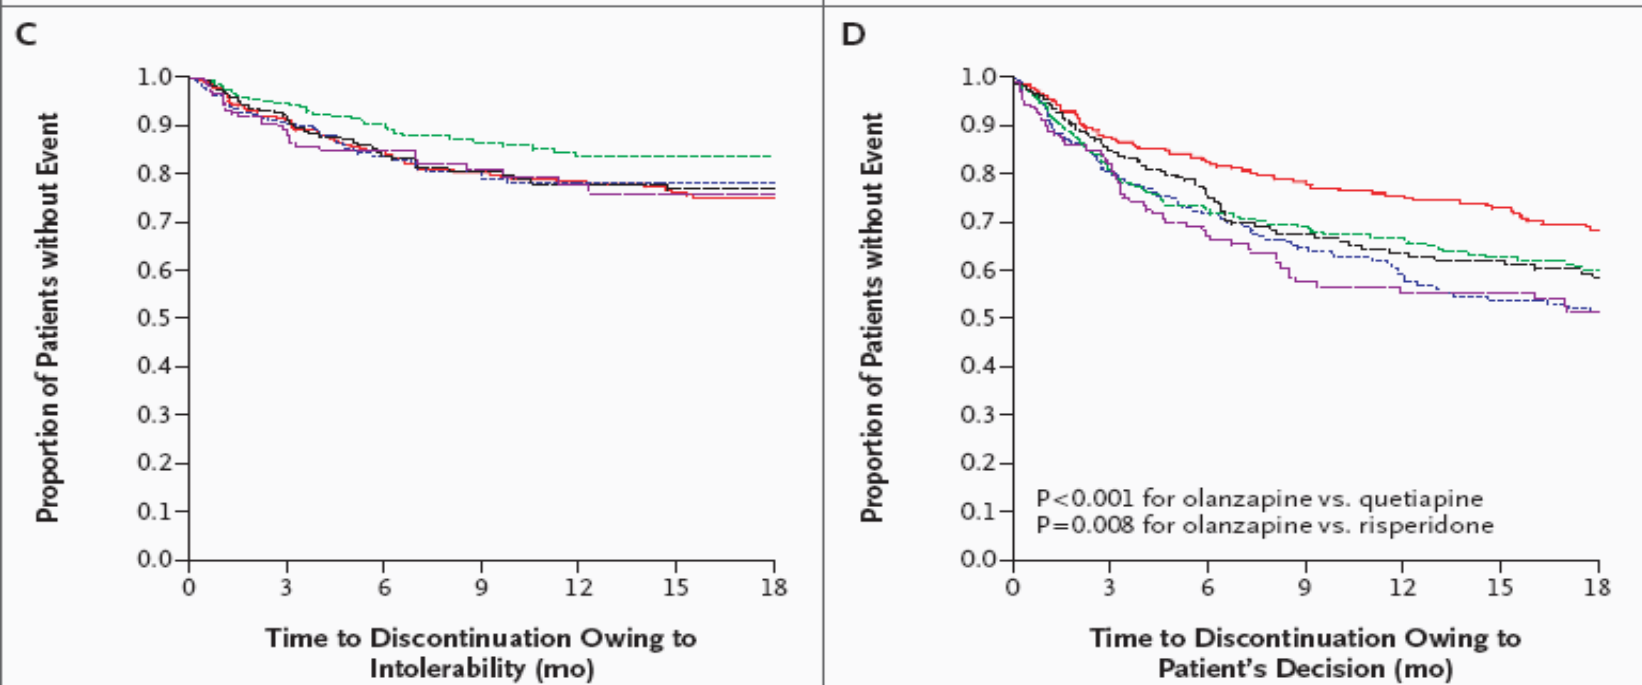 C
1.0
0.9
0.8
0.7
0.6
0.5
0.4
0.3
0.2
0.1
0.0
0 3 6 9 12 15 18
Proportion of Patients without Event
Time to Discontinuation Owing to
Intolerability (mo)
D
1.0
0.9
0.8
0.7
0.6
0.5
0.4
0.3
0.2
0.1
0.0
0 3 6 9 12 15 18
Proportion of Patients without Event
P<0.001 for olanzapine vs. quetiapine
P=0.008 for olanzapine vs. risperidone
Time to Discontinuation Owing to
Patient’s Decision (mo)